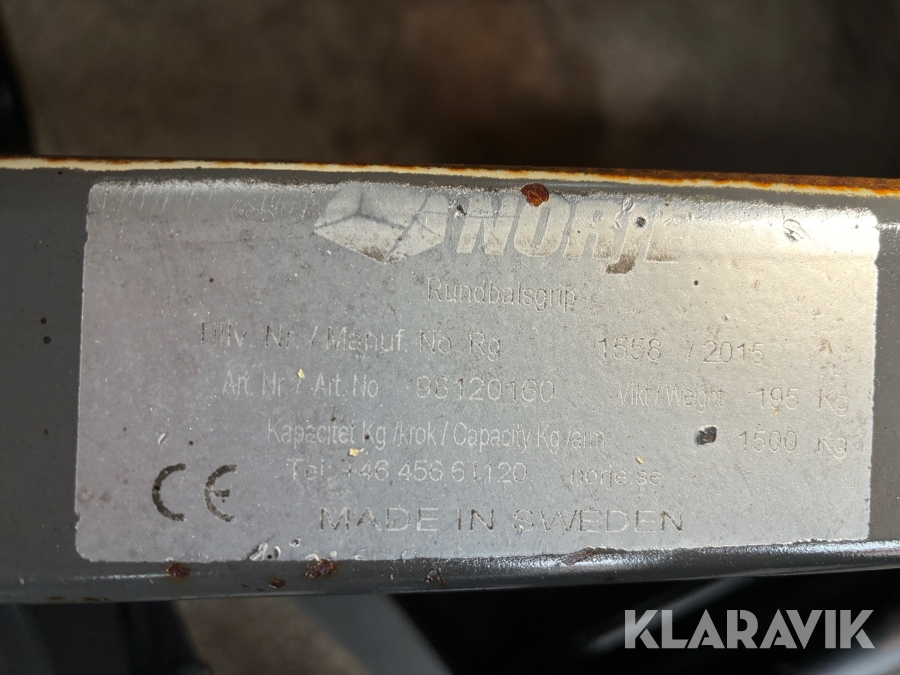 NORJE
Rundbalsgrip
Tillv. Nr. / Manuf. No. Rg 1558 / 2015
Art. Nr / Art. No 98120160 Vikt / Weight 195 Kg
Kapacitet Kg /krok / Capacity Kg /arm 1500 Kg
Tel. +46 456 61120 norje.se
CE
MADE IN SWEDEN
KLARAVIK